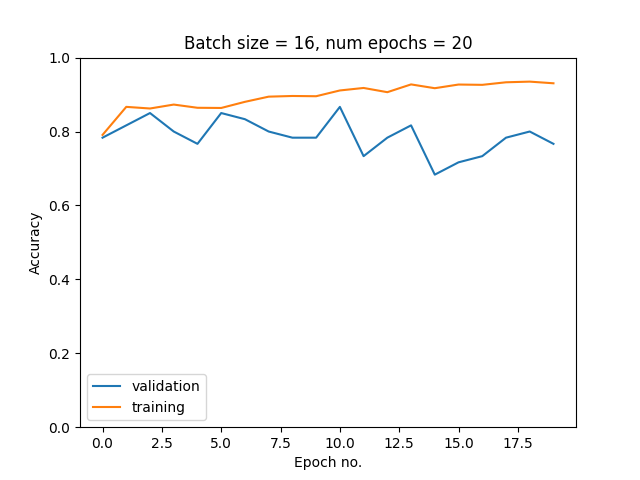 Batch size = 16, num epochs = 20
1.0
0.8
0.6
0.4
0.2
0.0
Accuracy
validation
training
0.0 2.5 5.0 7.5 10.0 12.5 15.0 17.5
Epoch no.